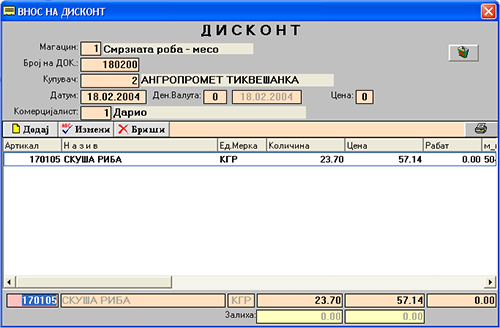 ВНОС НА ДИСКОНТ
ДИСКОНТ
Магацин: 1 Смрзната роба - месо
Број на ДОК.: 180200
Купувач: 2 АНГРОПРОМЕТ ТИКВЕШАНКА
Датум: 18.02.2004 Ден.Валута: 0 18.02.2004 Цена: 0
Комерцијалист: 1 Дарио
Додај Измени Бриши
Артикал Назив Ед.Мерка Количина Цена Рабат м_
170105 СКУША РИБА КГР 23.70 57.14 0.00 50
170105 СКУША РИБА КГР 23.70 57.14 0.00
Залиха: 0.00 0.00